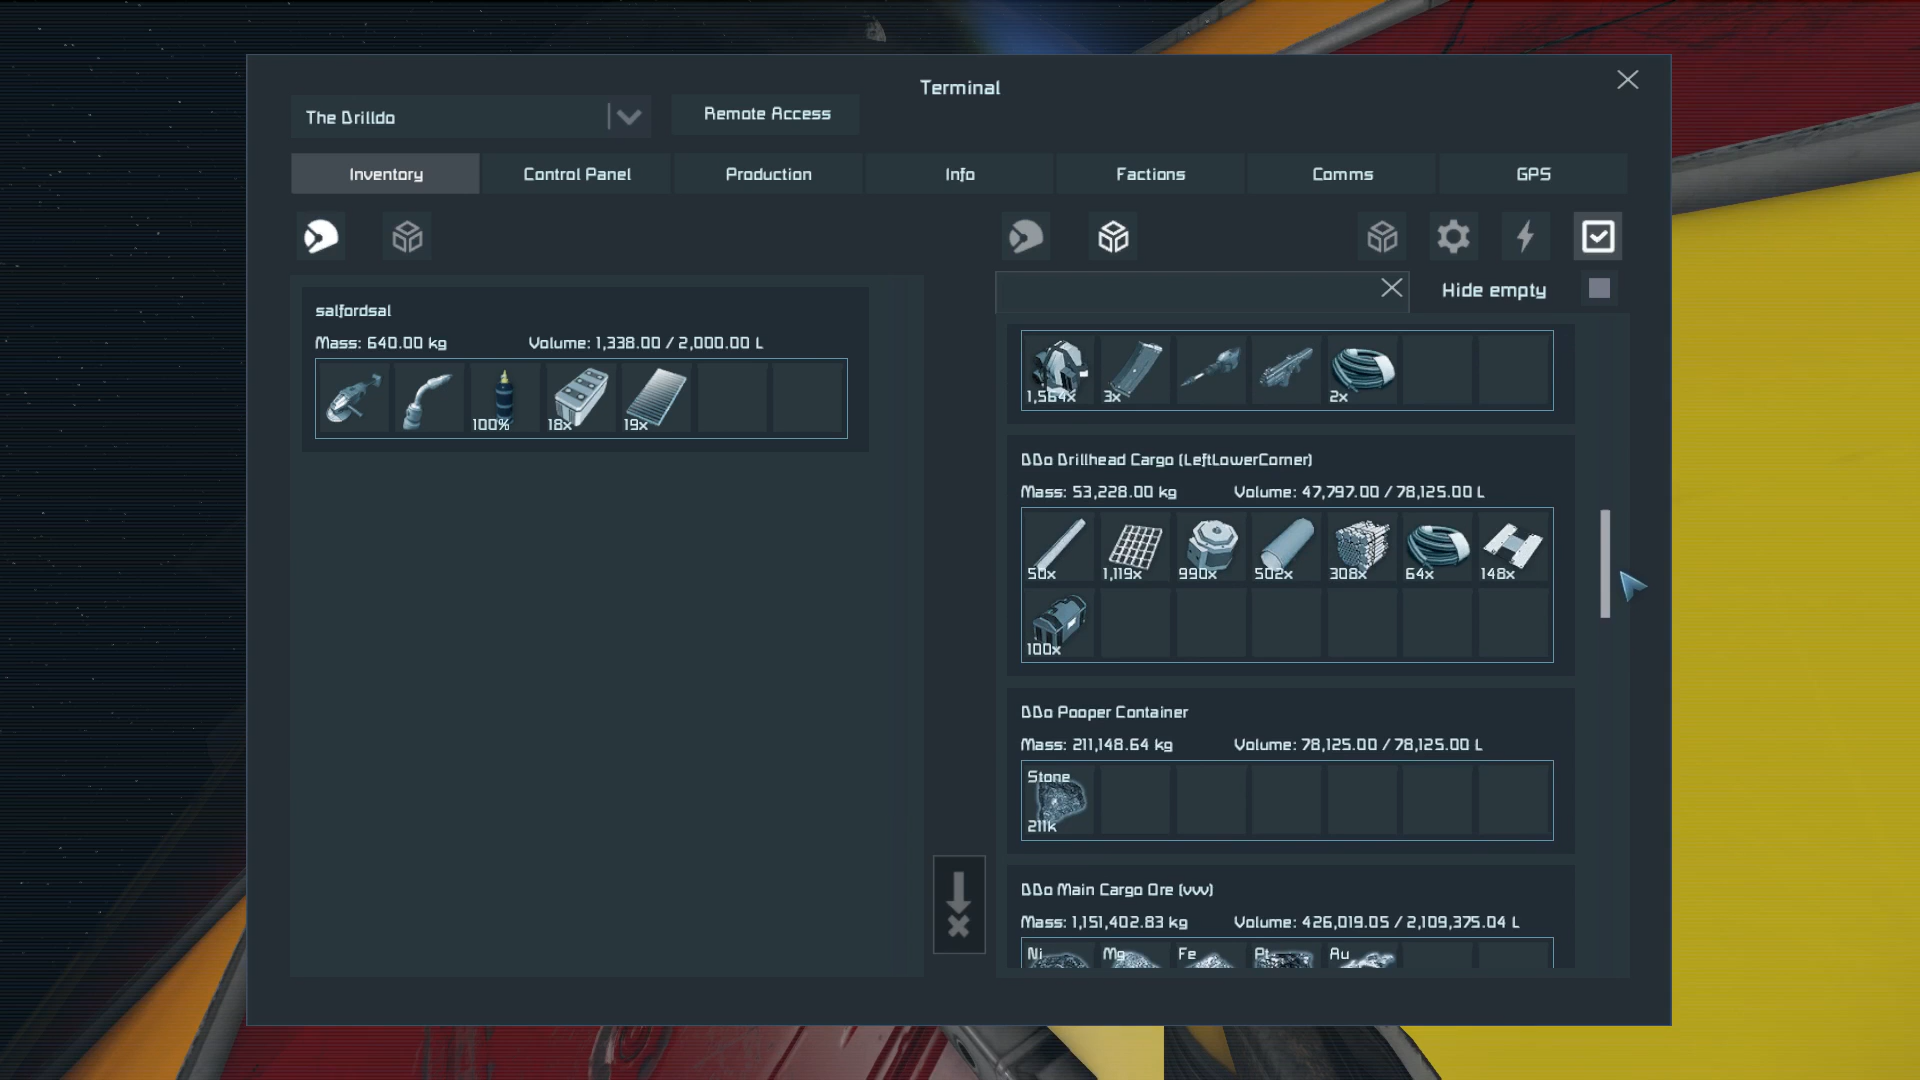 Terminal
The Drilldo
Remote Access
Inventory
Control Panel
Production
Info
Factions
Comms
GPS
Hide empty
salfordsal
Mass: 640.00 kg
Volume: 1,338.00 / 2,000.00 L
100%
18x
19x
1,564x
3x
2x
DDo Drillhead Cargo (LeftLowerCorner)
Mass: 53,228.00 kg
Volume: 47,797.00 / 78,125.00 L
50x
1,119x
990x
502x
308x
64x
148x
100x
DDo Pooper Container
Mass: 211,148.64 kg
Volume: 78,125.00 / 78,125.00 L
Stone
211k
DDo Main Cargo Ore (vvv)
Mass: 1,151,402.83 kg
Volume: 426,019.05 / 2,109,375.04 L
Ni
Mg
Fe
Pt
Au